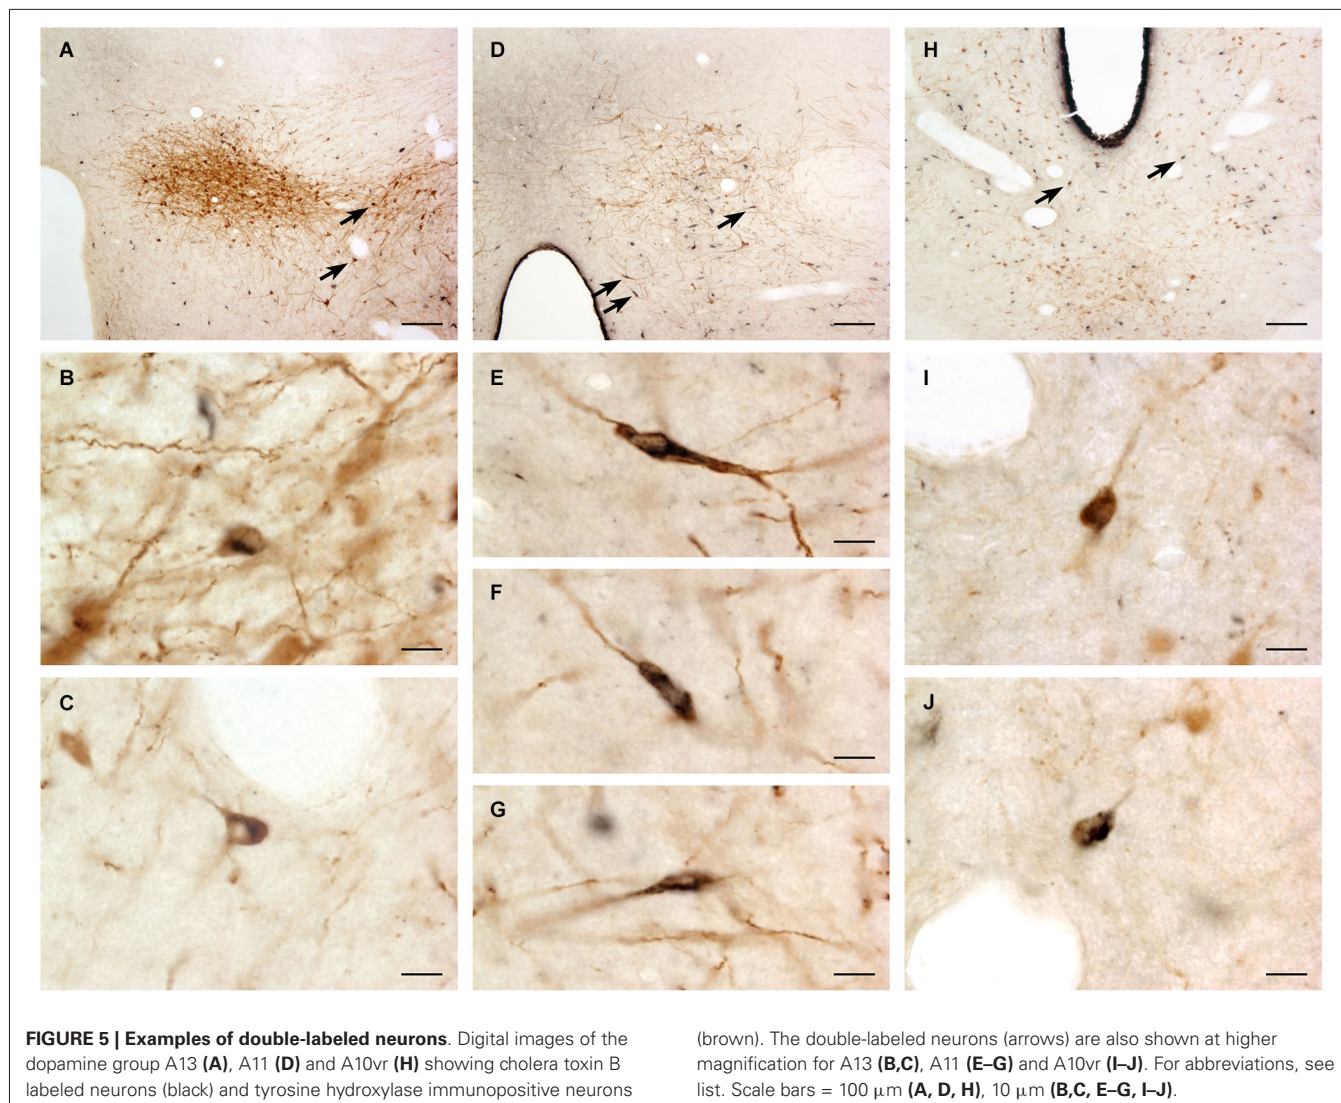 A
D
H
B
E
I
F
C
J
G
FIGURE 5 | Examples of double-labeled neurons. Digital images of the
dopamine group A13 (A), A11 (D) and A10vr (H) showing cholera toxin B
labeled neurons (black) and tyrosine hydroxylase immunopositive neurons
(brown). The double-labeled neurons (arrows) are also shown at higher
magnification for A13 (B,C), A11 (E–G) and A10vr (I–J). For abbreviations, see
list. Scale bars = 100 μm (A, D, H), 10 μm (B,C, E–G, I–J).